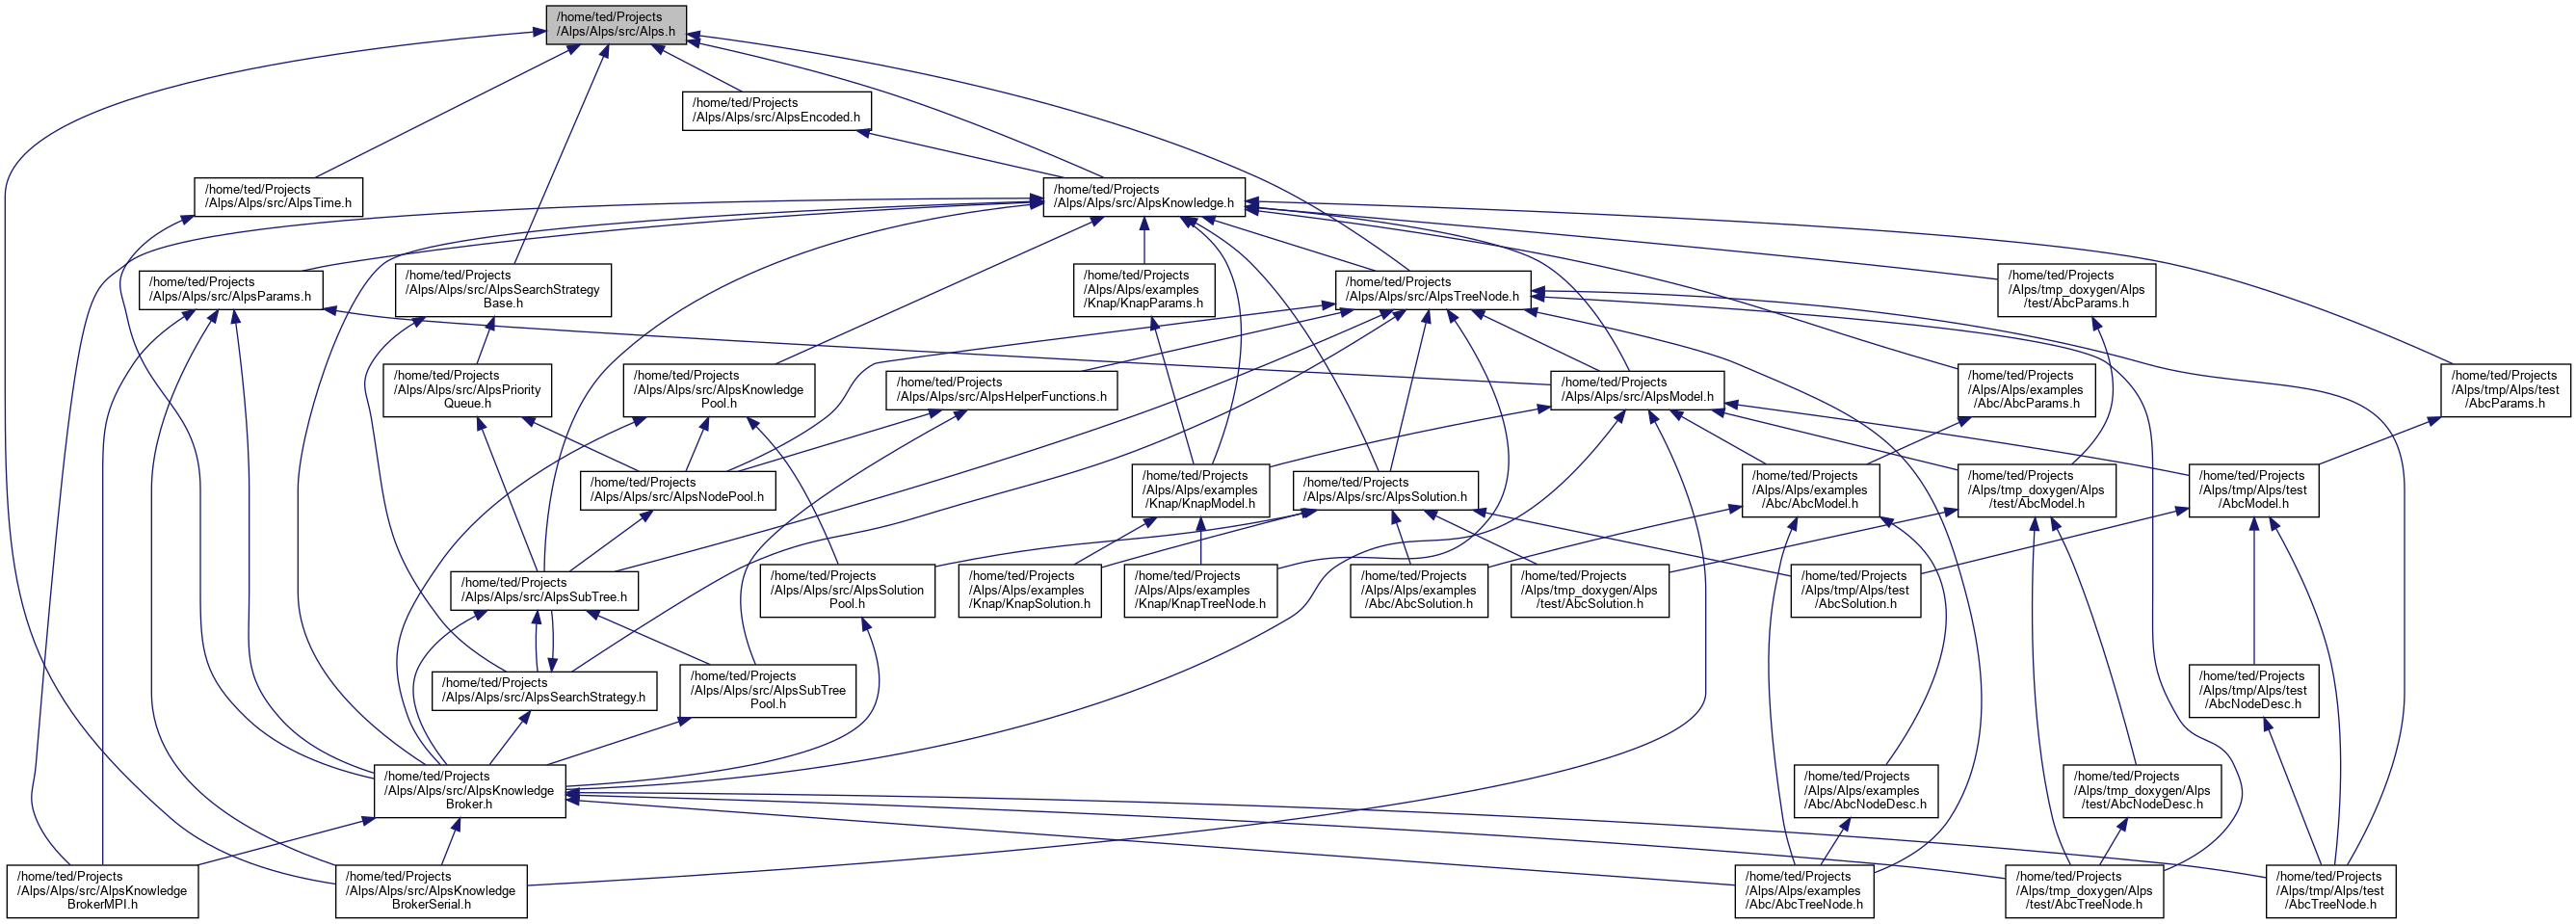 /home/ted/Projects
/Alps/Alps/src/Alps.h
/home/ted/Projects
/Alps/Alps/src/AlpsEncoded.h
/home/ted/Projects
/Alps/Alps/src/AlpsTime.h
/home/ted/Projects
/Alps/Alps/src/AlpsKnowledge.h
/home/ted/Projects
/Alps/Alps/src/AlpsParams.h
/home/ted/Projects
/Alps/Alps/src/AlpsSearchStrategy
Base.h
/home/ted/Projects
/Alps/Alps/examples
/Knap/KnapParams.h
/home/ted/Projects
/Alps/Alps/src/AlpsTreeNode.h
/home/ted/Projects
/Alps/tmp_doxygen/Alps
/test/AbcParams.h
/home/ted/Projects
/Alps/Alps/src/AlpsPriority
Queue.h
/home/ted/Projects
/Alps/Alps/src/AlpsKnowledge
Pool.h
/home/ted/Projects
/Alps/Alps/src/AlpsHelperFunctions.h
/home/ted/Projects
/Alps/Alps/src/AlpsModel.h
/home/ted/Projects
/Alps/Alps/examples
/Abc/AbcParams.h
/home/ted/Projects
/Alps/tmp/Alps/test
/AbcParams.h
/home/ted/Projects
/Alps/Alps/src/AlpsNodePool.h
/home/ted/Projects
/Alps/Alps/examples
/Knap/KnapModel.h
/home/ted/Projects
/Alps/Alps/src/AlpsSolution.h
/home/ted/Projects
/Alps/Alps/examples
/Abc/AbcModel.h
/home/ted/Projects
/Alps/tmp_doxygen/Alps
/test/AbcModel.h
/home/ted/Projects
/Alps/tmp/Alps/test
/AbcModel.h
/home/ted/Projects
/Alps/Alps/src/AlpsSubTree.h
/home/ted/Projects
/Alps/Alps/src/AlpsSolution
Pool.h
/home/ted/Projects
/Alps/Alps/examples
/Knap/KnapSolution.h
/home/ted/Projects
/Alps/Alps/examples
/Knap/KnapTreeNode.h
/home/ted/Projects
/Alps/Alps/examples
/Abc/AbcSolution.h
/home/ted/Projects
/Alps/tmp_doxygen/Alps
/test/AbcSolution.h
/home/ted/Projects
/Alps/tmp/Alps/test
/AbcSolution.h
/home/ted/Projects
/Alps/Alps/src/AlpsSearchStrategy.h
/home/ted/Projects
/Alps/Alps/src/AlpsSubTree
Pool.h
/home/ted/Projects
/Alps/tmp/Alps/test
/AbcNodeDesc.h
/home/ted/Projects
/Alps/Alps/src/AlpsKnowledge
Broker.h
/home/ted/Projects
/Alps/Alps/examples
/Abc/AbcNodeDesc.h
/home/ted/Projects
/Alps/tmp_doxygen/Alps
/test/AbcNodeDesc.h
/home/ted/Projects
/Alps/Alps/src/AlpsKnowledge
BrokerMPI.h
/home/ted/Projects
/Alps/Alps/src/AlpsKnowledge
BrokerSerial.h
/home/ted/Projects
/Alps/Alps/examples
/Abc/AbcTreeNode.h
/home/ted/Projects
/Alps/tmp_doxygen/Alps
/test/AbcTreeNode.h
/home/ted/Projects
/Alps/tmp/Alps/test
/AbcTreeNode.h